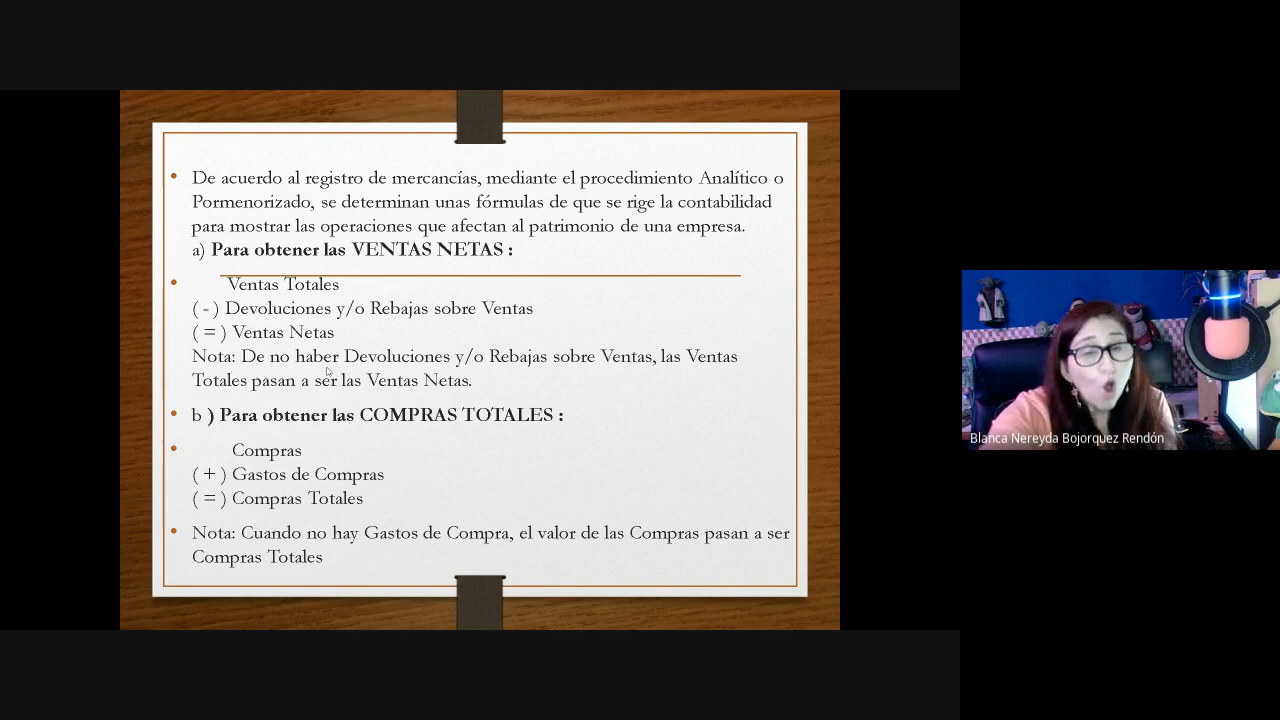 De acuerdo al registro de mercancías, mediante el procedimiento Analítico o
Pormenorizado, se determinan unas fórmulas de que se rige la contabilidad
para mostrar las operaciones que afectan al patrimonio de una empresa.
a) Para obtener las VENTAS NETAS :
Ventas Totales
( - ) Devoluciones y/o Rebajas sobre Ventas
( = ) Ventas Netas
Nota: De no haber Devoluciones y/o Rebajas sobre Ventas, las Ventas
Totales pasan a ser las Ventas Netas.
b ) Para obtener las COMPRAS TOTALES :
Compras
( + ) Gastos de Compras
( = ) Compras Totales
Nota: Cuando no hay Gastos de Compra, el valor de las Compras pasan a ser
Compras Totales
Blanca Nereyda Bojorquez Rendón